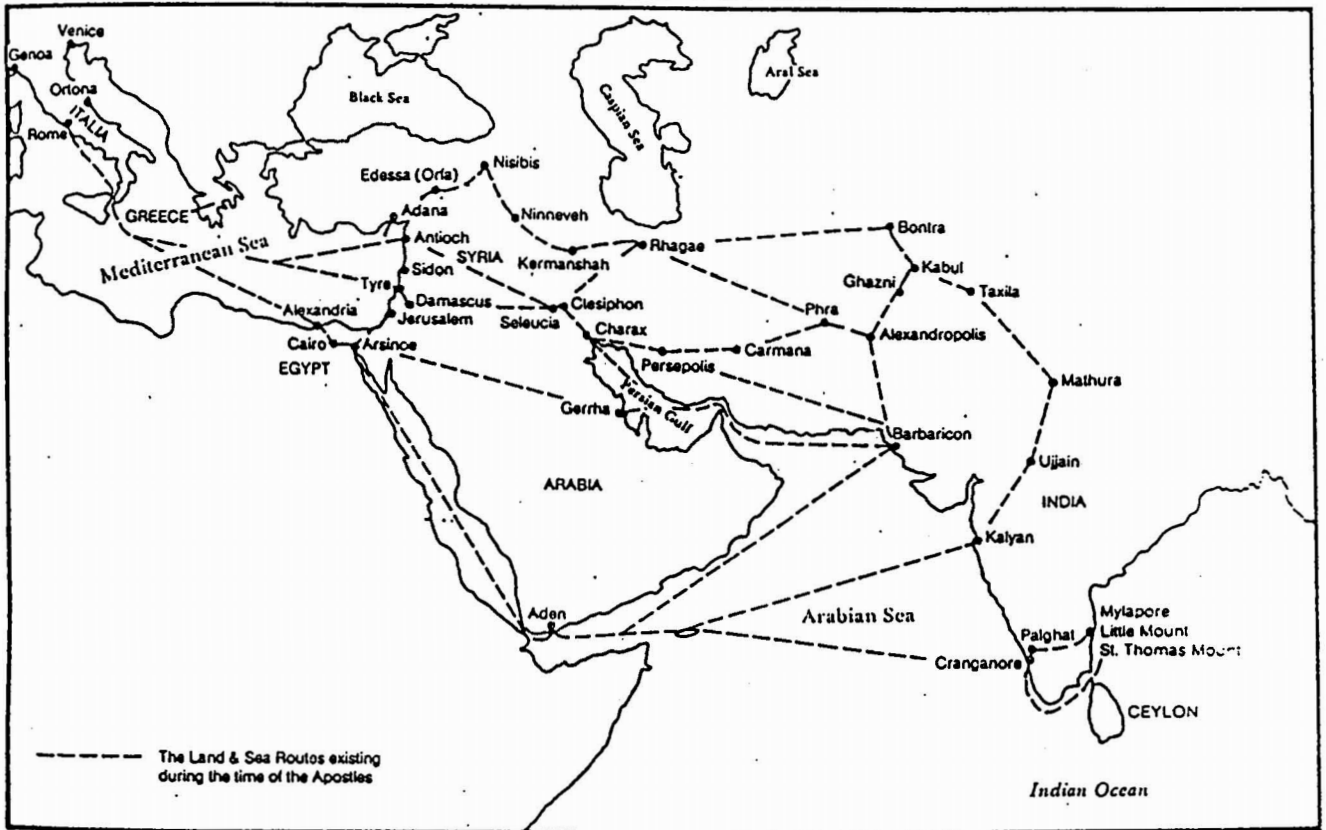 Venice
Genoa
Ortona
ITALIA
Rome
Black Sea
Caspian Sea
Aral Sea
GREECE
Mediterranean Sea
Edessa (Orfa)
Nisibis
Adana
Ninneveh
Antioch
SYRIA
Kermanshah
Rhagae
Bontra
Sidon
Kabul
Tyre
Ghazni
Taxila
Damascus
Clesiphon
Alexandria
Jerusalem
Seleucia
Phra
Charax
Alexandropolis
Cairo
Arsinoe
Carmana
EGYPT
Persepolis
Mathura
Gerrha
Persian Gulf
Barbaricon
Ujjain
ARABIA
INDIA
Kalyan
Aden
Arabian Sea
Mylapore
Palghat
Little Mount
Cranganore
St. Thomas Mount
CEYLON
The Land & Sea Routes existing
during the time of the Apostles
Indian Ocean